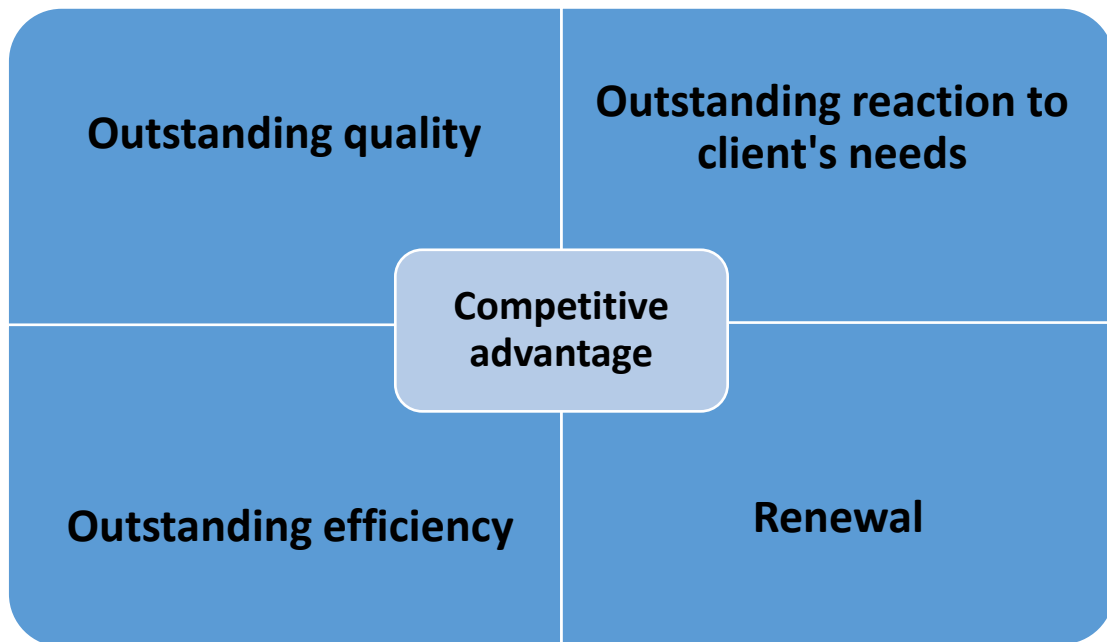 Outstanding quality
Outstanding reaction to
client's needs
Competitive
advantage
Outstanding efficiency
Renewal